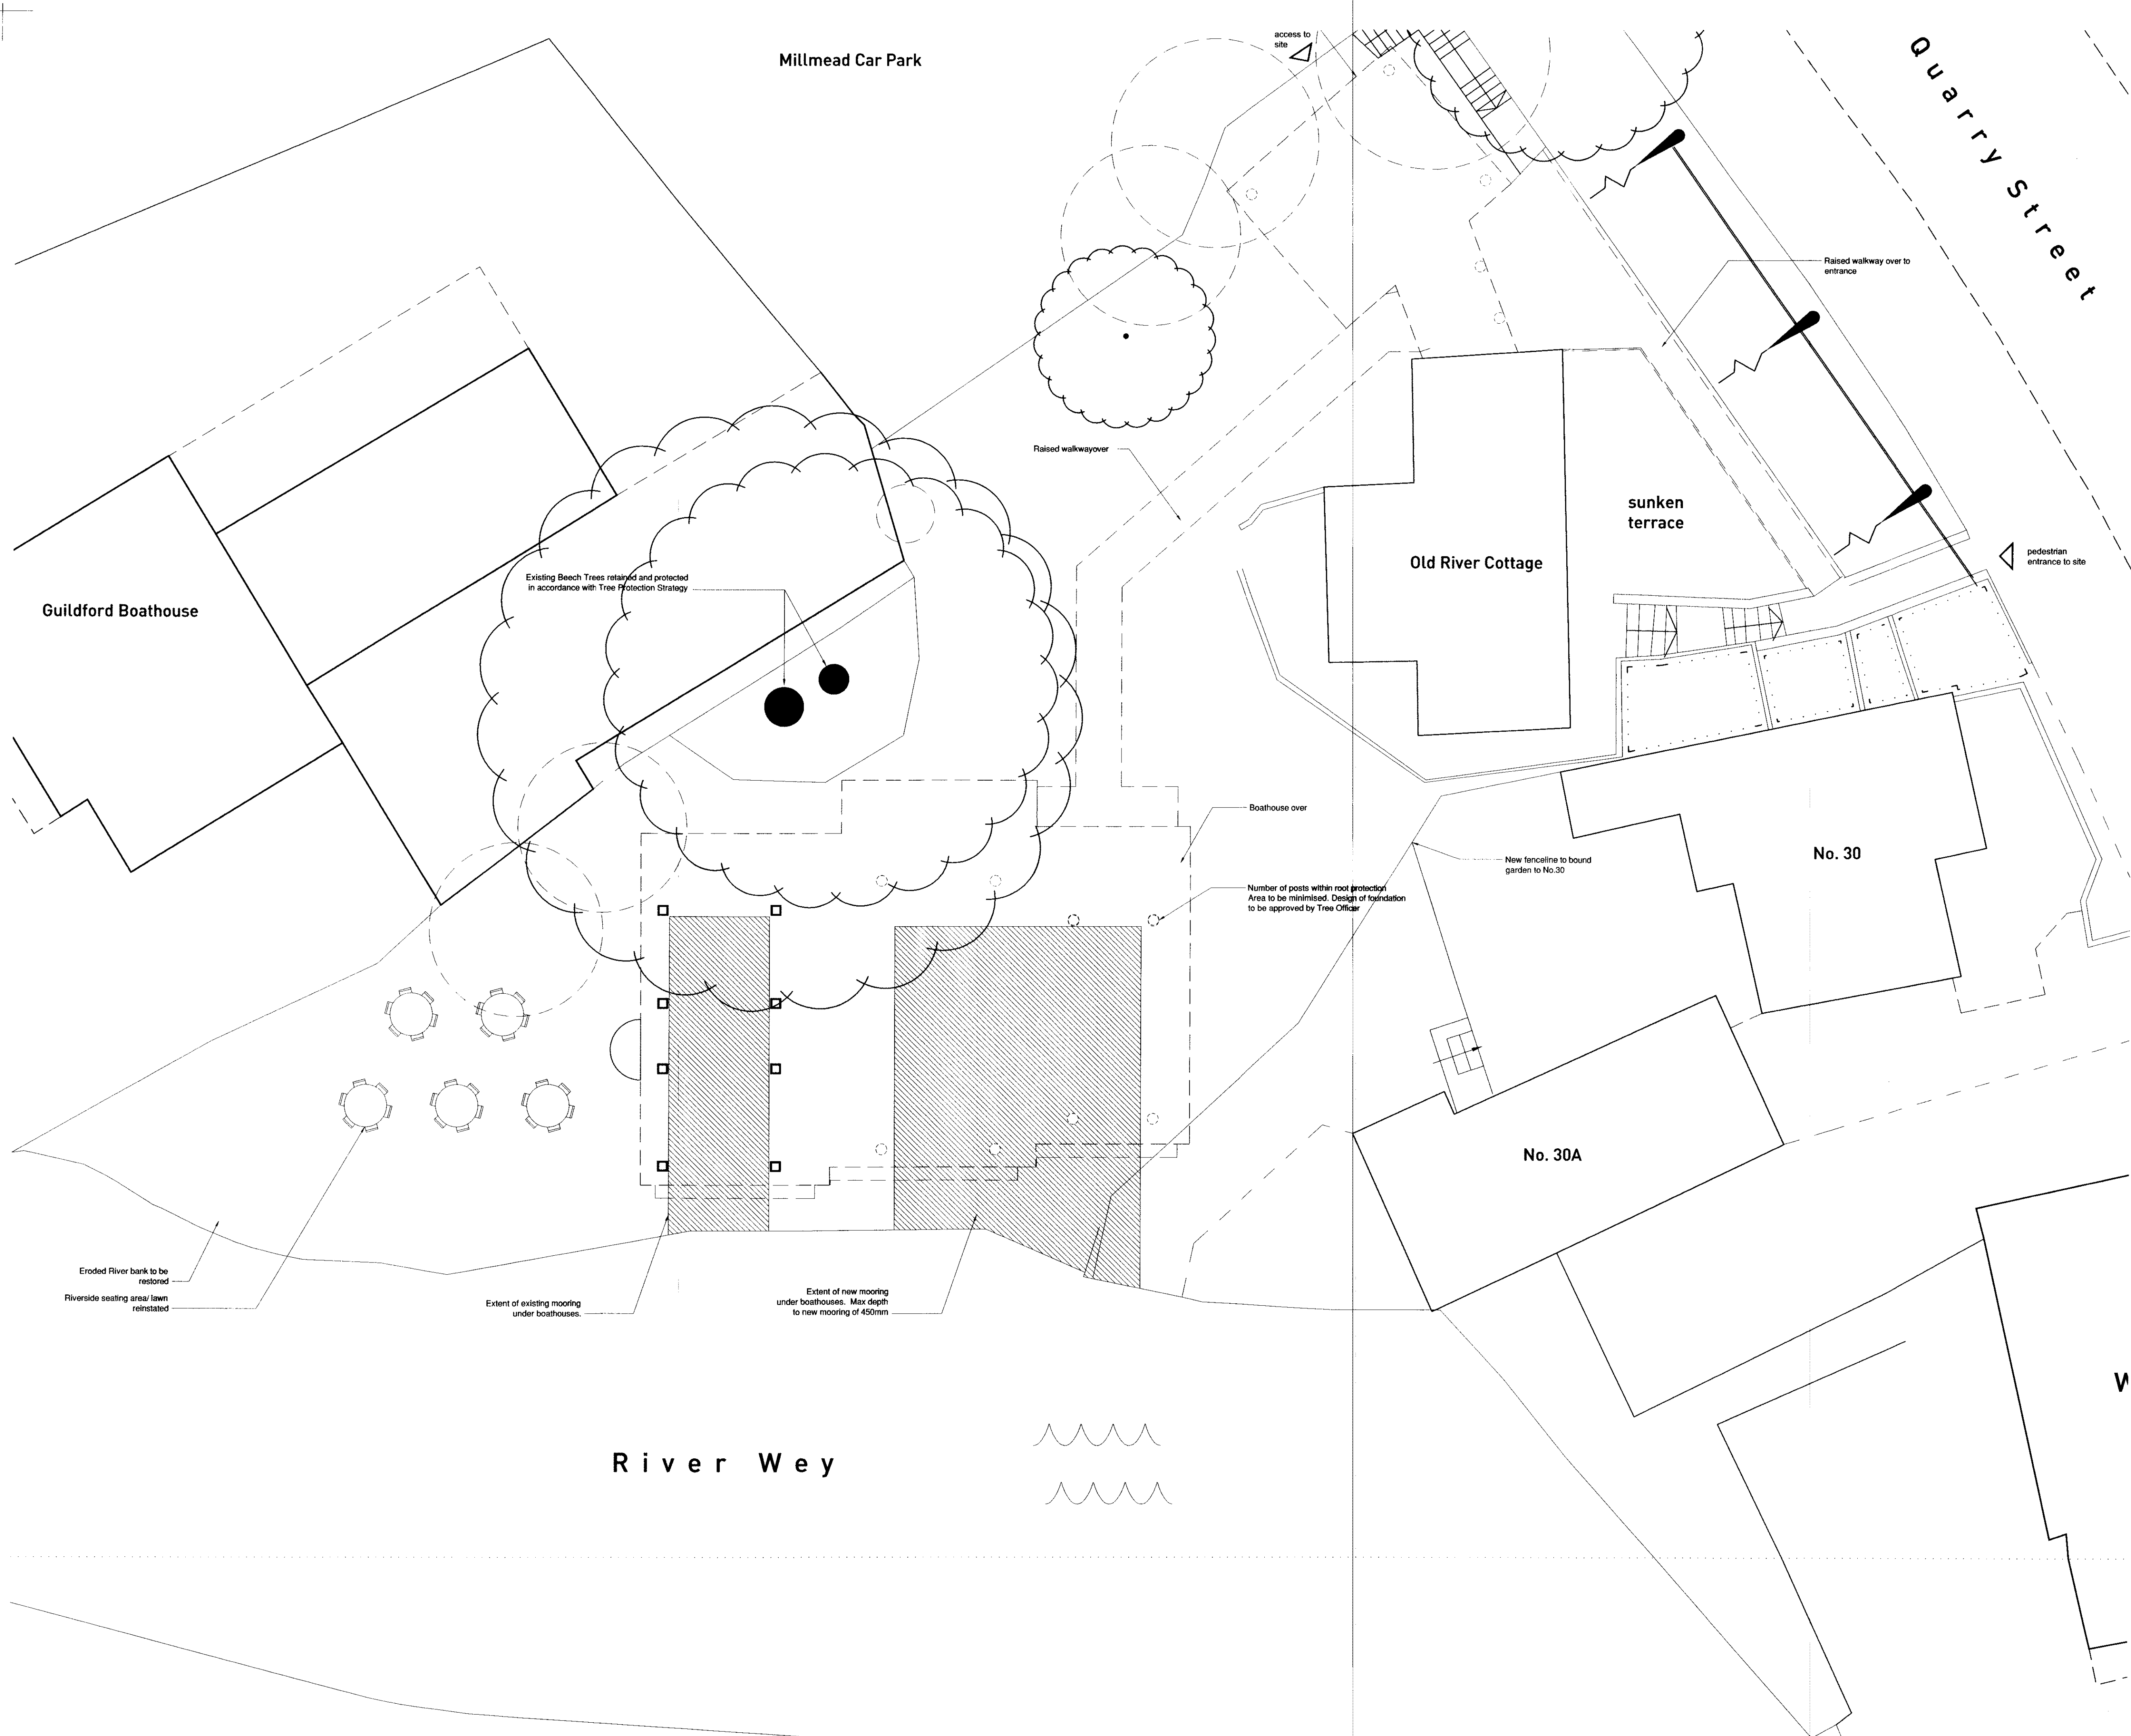 access to
site
Millmead Car Park
Quarry Street
Raised walkway over to
entrance
Raised walkwayover
sunken
terrace
Old River Cottage
pedestrian
entrance to site
Existing Beech Trees retained and protected
in accordance with Tree Protection Strategy
Guildford Boathouse
Boathouse over
New fenceline to bound
garden to No.30
No. 30
Number of posts within root protection
Area to be minimised. Design of foundation
to be approved by Tree Officer
No. 30A
Eroded River bank to be
restored
Riverside seating area/ lawn
reinstated
Extent of existing mooring
under boathouses.
Extent of new mooring
under boathouses. Max depth
to new mooring of 450mm
River Wey